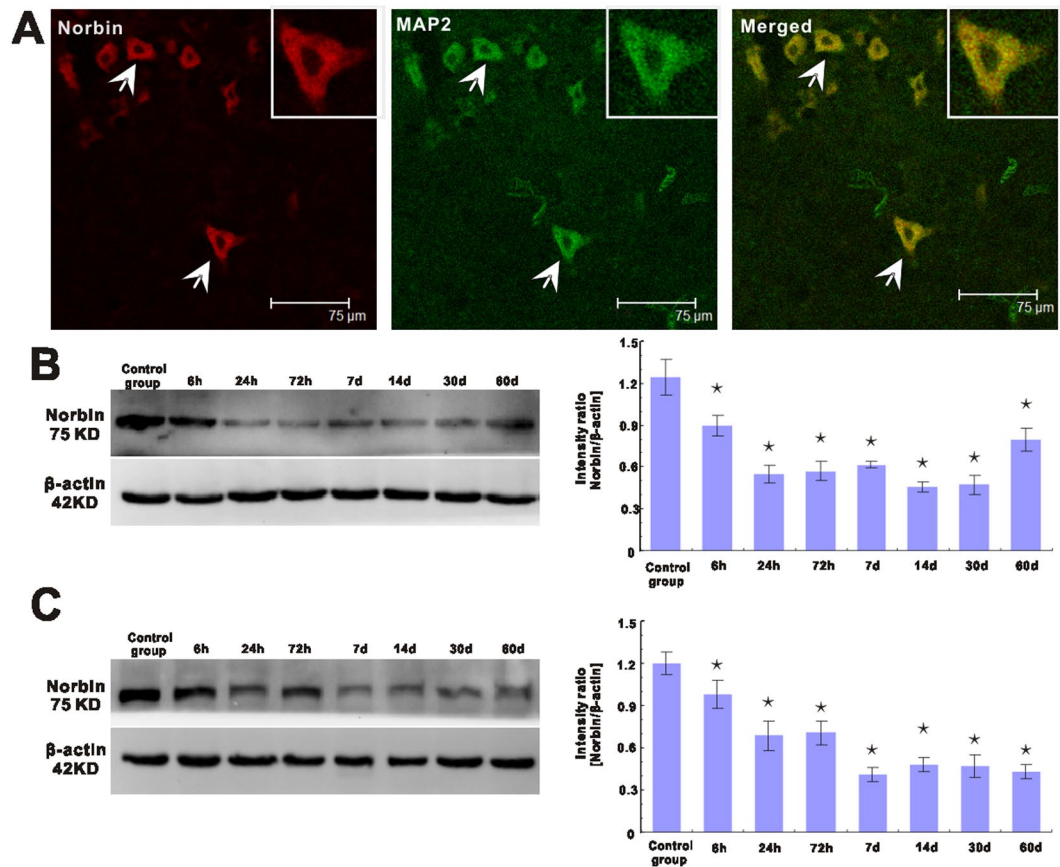 A
Norbin
MAP2
Merged
75 µm
75 µm
75 µm
B
Control
group
6h
24h
72h
7d
14d
30d
60d
Norbin
75 KD
β-actin
42KD
Intensity ratio
Norbin/β-actin
1.5
1.2
0.9
0.6
0.3
0
★
★
★
★
★
★
★
Control
group
6h
24h
72h
7d
14d
30d
60d
C
Control
group
6h
24h
72h
7d
14d
30d
60d
Norbin
75 KD
β-actin
42KD
Intensity ratio
[Norbin/β-actin]
1.5
1.2
0.9
0.6
0.3
0
★
★
★
★
★
★
★
Control
group
6h
24h
72h
7d
14d
30d
60d